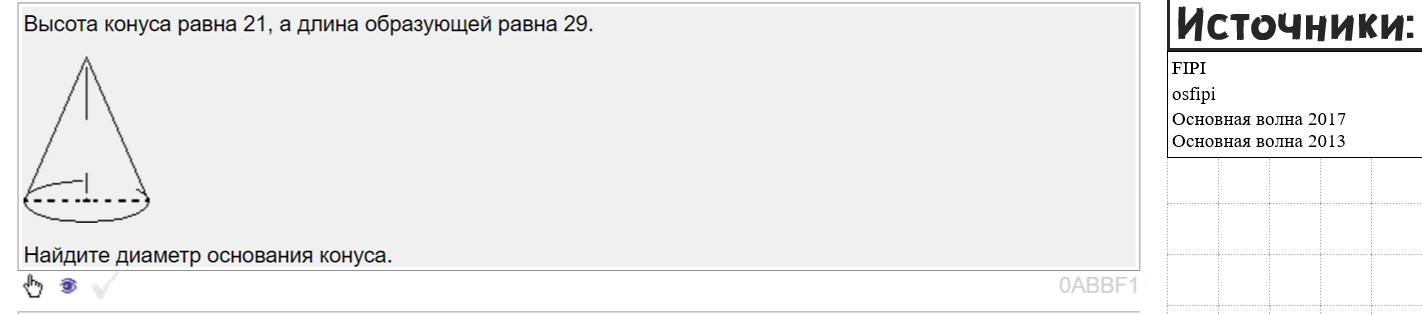 Высота конуса равна 21, а длина образующей равна 29.
Найдите диаметр основания конуса.
0ABBF1
Источники:
FIPI
osfipi
Основная волна 2017
Основная волна 2013